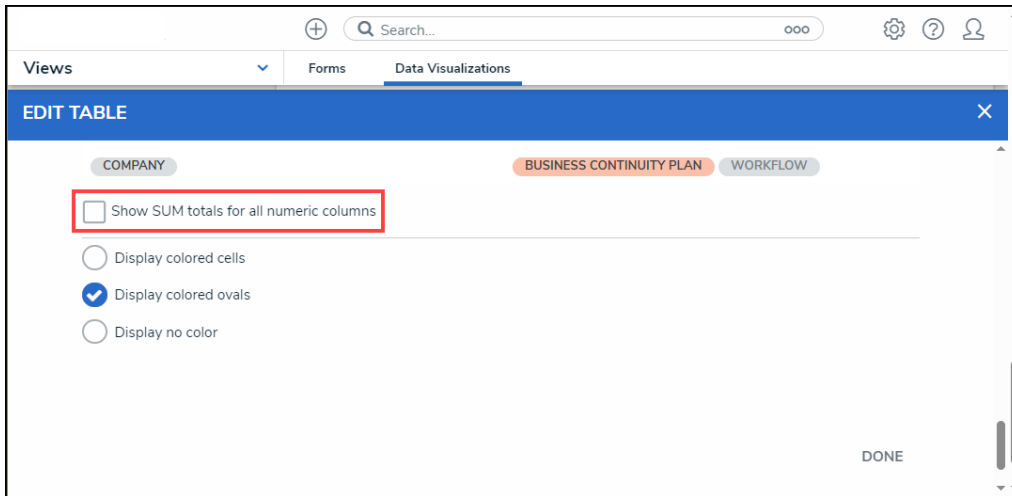 Search...
Views
Forms
Data Visualizations
EDIT TABLE
COMPANY
BUSINESS CONTINUITY PLAN
WORKFLOW
Show SUM totals for all numeric columns
Display colored cells
Display colored ovals
Display no color
DONE